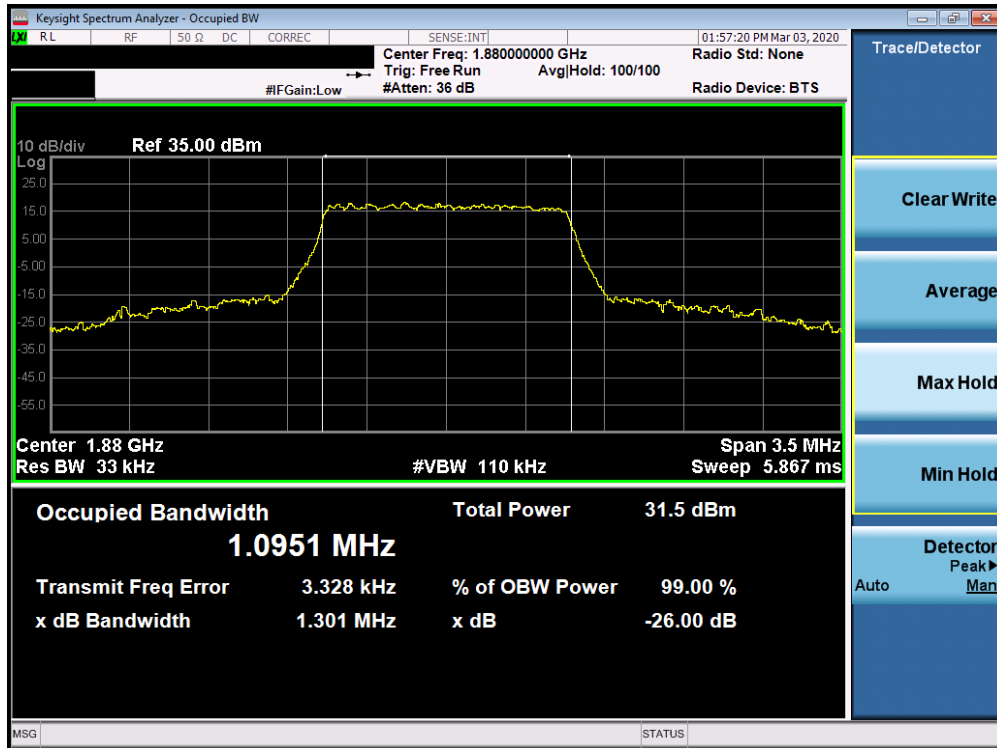 Keysight Spectrum Analyzer - Occupied BW
LXI RL RF 50 Ω DC CORREC SENSE:INT 01:57:20 PM Mar 03, 2020
Center Freq: 1.880000000 GHz Radio Std: None
Trig: Free Run Avg|Hold: 100/100
#IFGain:Low #Atten: 36 dB Radio Device: BTS
10 dB/div Ref 35.00 dBm
Log
25.0
15.0
5.00
-5.00
-15.0
-25.0
-35.0
-45.0
-55.0
Center 1.88 GHz Span 3.5 MHz
Res BW 33 kHz #VBW 110 kHz Sweep 5.867 ms
Occupied Bandwidth Total Power 31.5 dBm
1.0951 MHz
Transmit Freq Error 3.328 kHz % of OBW Power 99.00 %
x dB Bandwidth 1.301 MHz x dB -26.00 dB
MSG STATUS
Trace/Detector
Clear Write
Average
Max Hold
Min Hold
Detector
Peak▶
Auto Man